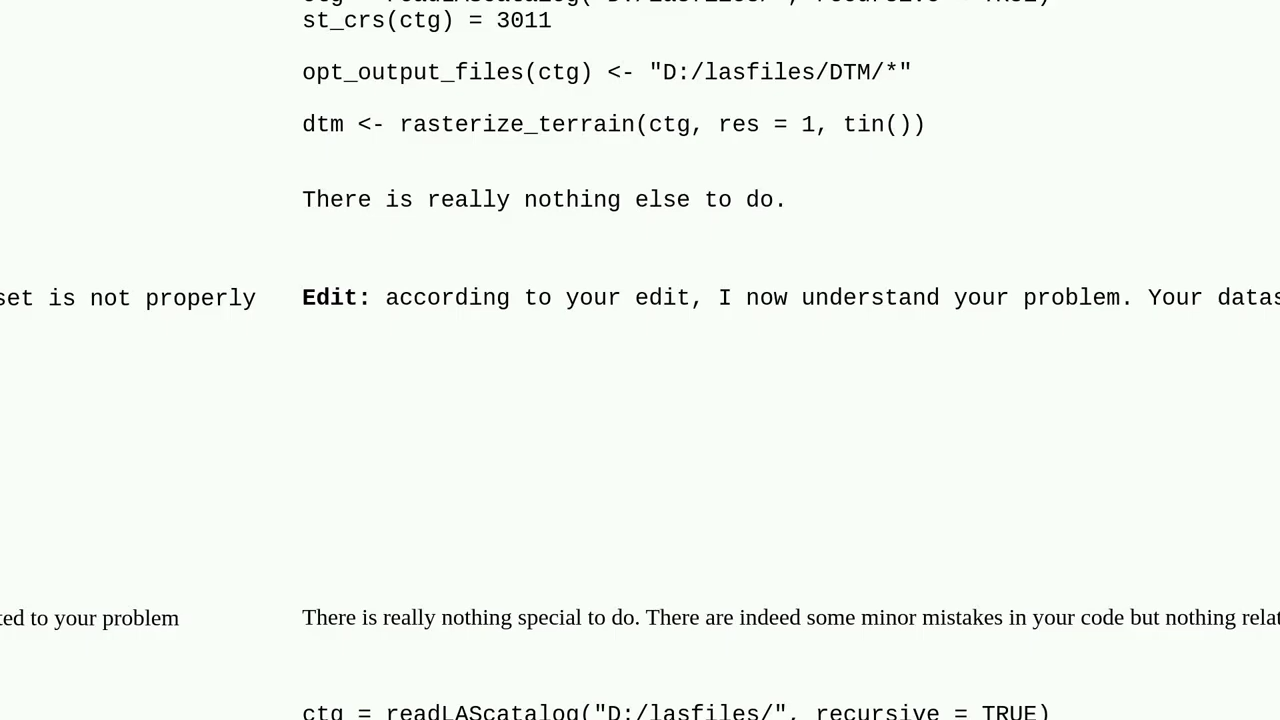 st_crs(ctg) = 3011
opt_output_files(ctg) <- "D:/lasfiles/DTM/*"
dtm <- rasterize_terrain(ctg, res = 1, tin())
There is really nothing else to do.
set is not properly
Edit: according to your edit, I now understand your problem. Your datas
ted to your problem
There is really nothing special to do. There are indeed some minor mistakes in your code but nothing relat
ctg = readLAScatalog("D:/lasfiles/", recursive = TRUE)